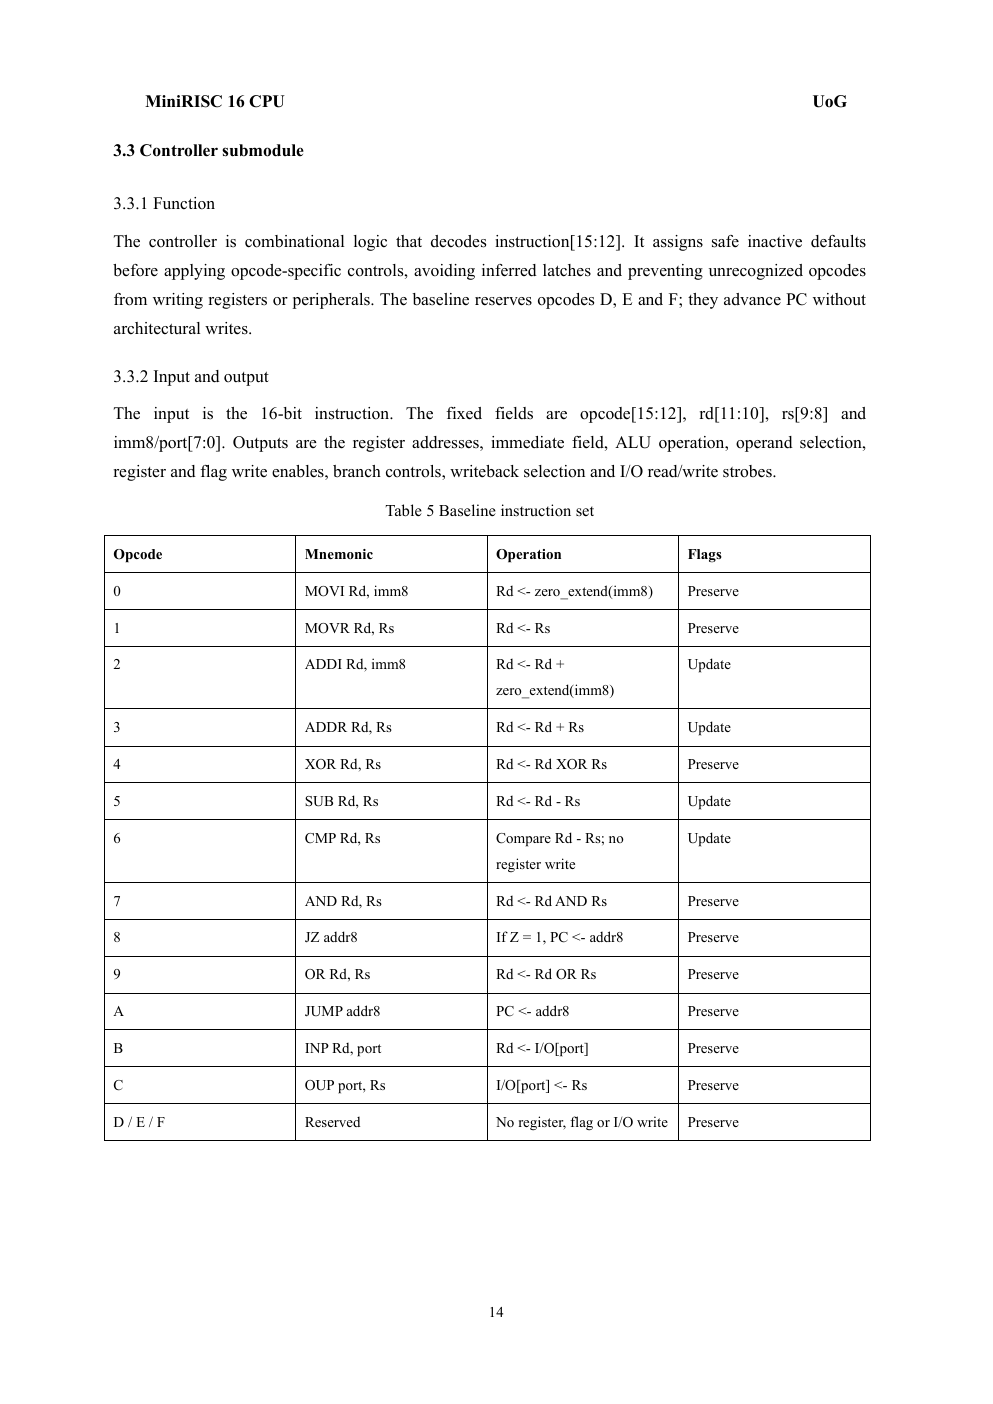 MiniRISC 16 CPU UoG
3.3 Controller submodule
3.3.1 Function
The controller is combinational logic that decodes instruction[15:12]. It assigns safe inactive defaults
before applying opcode-specific controls, avoiding inferred latches and preventing unrecognized opcodes
from writing registers or peripherals. The baseline reserves opcodes D, E and F; they advance PC without
architectural writes.
3.3.2 Input and output
The input is the 16-bit instruction. The fixed fields are opcode[15:12], rd[11:10], rs[9:8] and
imm8/port[7:0]. Outputs are the register addresses, immediate field, ALU operation, operand selection,
register and flag write enables, branch controls, writeback selection and I/O read/write strobes.
Table 5 Baseline instruction set
Opcode Mnemonic Operation Flags
0 MOVI Rd, imm8 Rd <- zero_extend(imm8) Preserve
1 MOVR Rd, Rs Rd <- Rs Preserve
2 ADDI Rd, imm8 Rd <- Rd + Update
zero_extend(imm8)
3 ADDR Rd, Rs Rd <- Rd + Rs Update
4 XOR Rd, Rs Rd <- Rd XOR Rs Preserve
5 SUB Rd, Rs Rd <- Rd - Rs Update
6 CMP Rd, Rs Compare Rd - Rs; no Update
register write
7 AND Rd, Rs Rd <- Rd AND Rs Preserve
8 JZ addr8 If Z = 1, PC <- addr8 Preserve
9 OR Rd, Rs Rd <- Rd OR Rs Preserve
A JUMP addr8 PC <- addr8 Preserve
B INP Rd, port Rd <- I/O[port] Preserve
C OUP port, Rs I/O[port] <- Rs Preserve
D / E / F Reserved No register, flag or I/O write Preserve
14